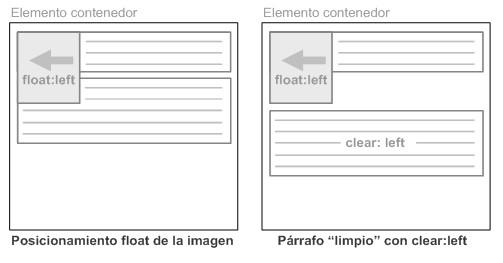 Elemento contenedor
float:left
Posicionamiento float de la imagen
Elemento contenedor
float:left
clear: left
Párrafo “limpio” con clear:left